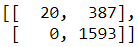 [[  20,  387],
 [   0, 1593]]